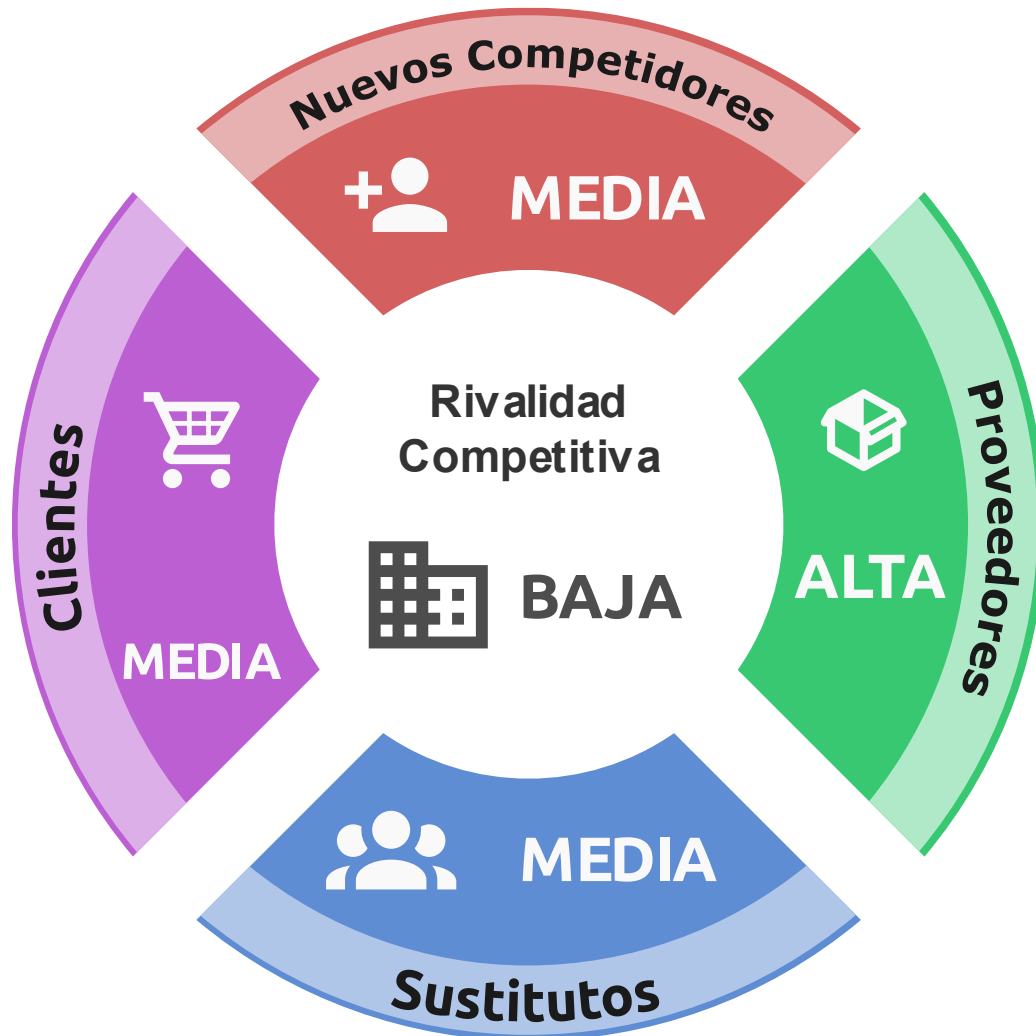 Nuevos Competidores
MEDIA
Clientes
MEDIA
Rivalidad
Competitiva
BAJA
Proveedores
ALTA
MEDIA
Sustitutos